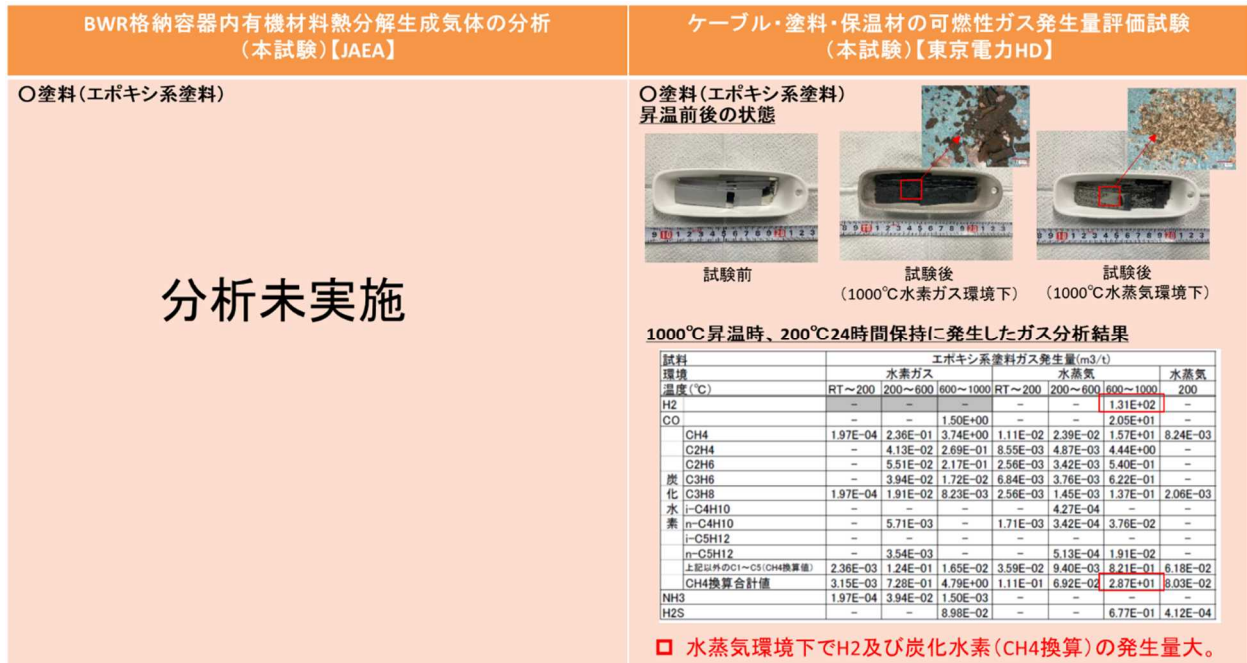 BWR格納容器内有機材料熱分解生成気体の分析
（本試験）【JAEA】
〇塗料（エポキシ系塗料）
分析未実施
ケーブル・塗料・保温材の可燃性ガス発生量評価試験
（本試験）【東京電力HD】
〇塗料（エポキシ系塗料）
昇温前後の状態
試験前
試験後
（1000℃水素ガス環境下）
試験後
（1000℃水蒸気環境下）
1000℃昇温時、200℃24時間保持に発生したガス分析結果
試料 エポキシ系塗料ガス発生量(m3/t)
環境 水素ガス 水蒸気 水蒸気
温度(℃) RT～200 200～600 600～1000 RT～200 200～600 600～1000 200
H2 － － － － － 1.31E+02 －
CO － － 1.50E+00 － － 2.05E+01 －
炭化水素
CH4 1.97E-04 2.36E-01 3.74E+00 1.11E-02 2.39E-02 1.57E+01 8.24E-03
C2H4 － 4.13E-02 2.69E-01 8.55E-03 4.87E-03 4.44E+00 －
C2H6 － 5.51E-02 2.17E-01 2.56E-03 3.42E-03 5.40E-01 －
C3H6 － 3.94E-02 1.72E-02 6.84E-03 3.76E-03 6.22E-01 －
C3H8 1.97E-04 1.91E-02 8.23E-03 2.56E-03 1.45E-03 1.37E-01 2.06E-03
i-C4H10 － － － － 4.27E-04 － －
n-C4H10 － 5.71E-03 － 1.71E-03 3.42E-04 3.76E-02 －
i-C5H12 － － － － － － －
n-C5H12 － 3.54E-03 － － 5.13E-04 1.91E-02 －
上記以外のC1～C5(CH4換算値) 2.36E-03 1.24E-01 1.65E-02 3.59E-02 9.40E-03 8.21E-01 6.18E-02
CH4換算合計値 3.15E-03 7.28E-01 4.79E+00 1.11E-01 6.92E-02 2.87E+01 8.03E-02
NH3 1.97E-04 3.94E-02 1.50E-03 － － － －
H2S － － 8.98E-02 － － 6.77E-01 4.12E-04
水蒸気環境下でH2及び炭化水素（CH4換算）の発生量大。